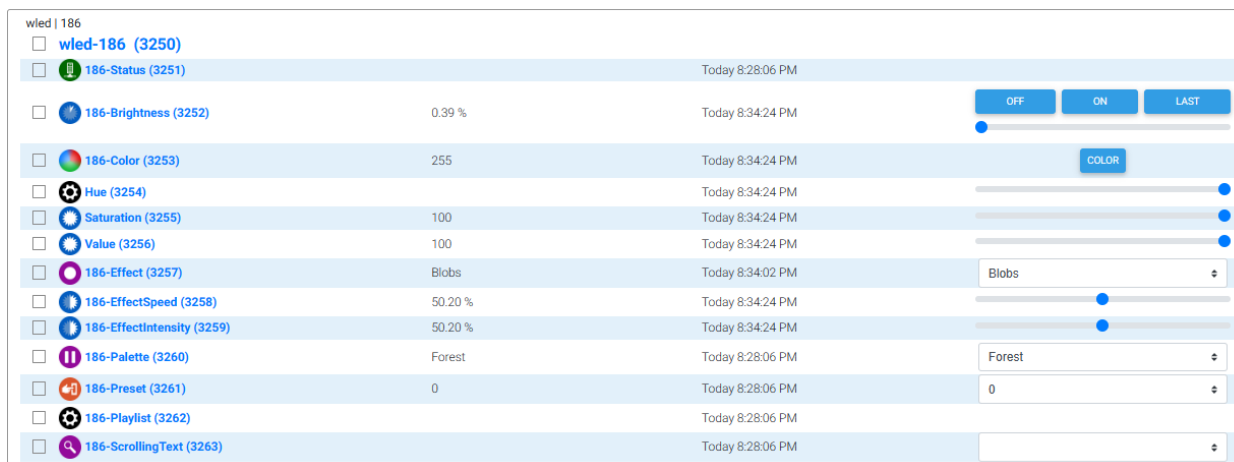 wled | 186
wled-186 (3250)
186-Status (3251) Today 8:28:06 PM
186-Brightness (3252) 0.39 % Today 8:34:24 PM OFF ON LAST
186-Color (3253) 255 Today 8:34:24 PM COLOR
Hue (3254) Today 8:34:24 PM
Saturation (3255) 100 Today 8:34:24 PM
Value (3256) 100 Today 8:34:24 PM
186-Effect (3257) Blobs Today 8:34:02 PM Blobs
186-EffectSpeed (3258) 50.20 % Today 8:34:24 PM
186-EffectIntensity (3259) 50.20 % Today 8:34:24 PM
186-Palette (3260) Forest Today 8:28:06 PM Forest
186-Preset (3261) 0 Today 8:28:06 PM 0
186-Playlist (3262) Today 8:28:06 PM
186-ScrollingText (3263) Today 8:28:06 PM